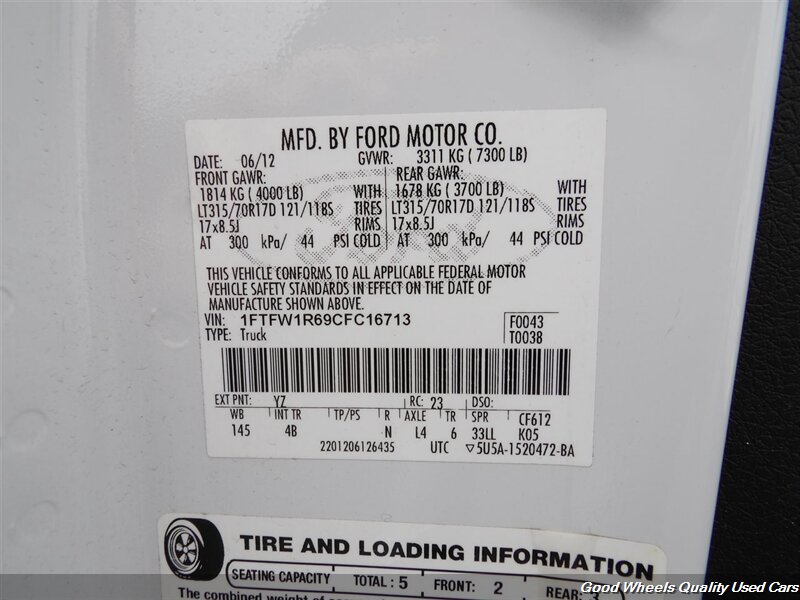 MFD. BY FORD MOTOR CO.
DATE: 06/12 GVWR: 3311 KG ( 7300 LB)
FRONT GAWR: REAR GAWR:
1814 KG ( 4000 LB) WITH 1678 KG ( 3700 LB) WITH
LT315/70R17D 121/118S TIRES LT315/70R17D 121/118S TIRES
17x8.5J RIMS 17x8.5J RIMS
AT 300 kPa/ 44 PSI COLD AT 300 kPa/ 44 PSI COLD
THIS VEHICLE CONFORMS TO ALL APPLICABLE FEDERAL MOTOR
VEHICLE SAFETY STANDARDS IN EFFECT ON THE DATE OF
MANUFACTURE SHOWN ABOVE.
VIN: 1FTFW1R69CFC16713 F0043
TYPE: Truck T0038
EXT PNT: YZ RC: 23 DSO:
WB INT TR TP/PS R AXLE TR SPR CF612
145 4B N L4 6 33LL K05
2201206126435 UTC ▽5U5A-1520472-BA
TIRE AND LOADING INFORMATION
SEATING CAPACITY TOTAL: 5 FRONT: 2 REAR: 3
The combined weight of
Good Wheels Quality Used Cars